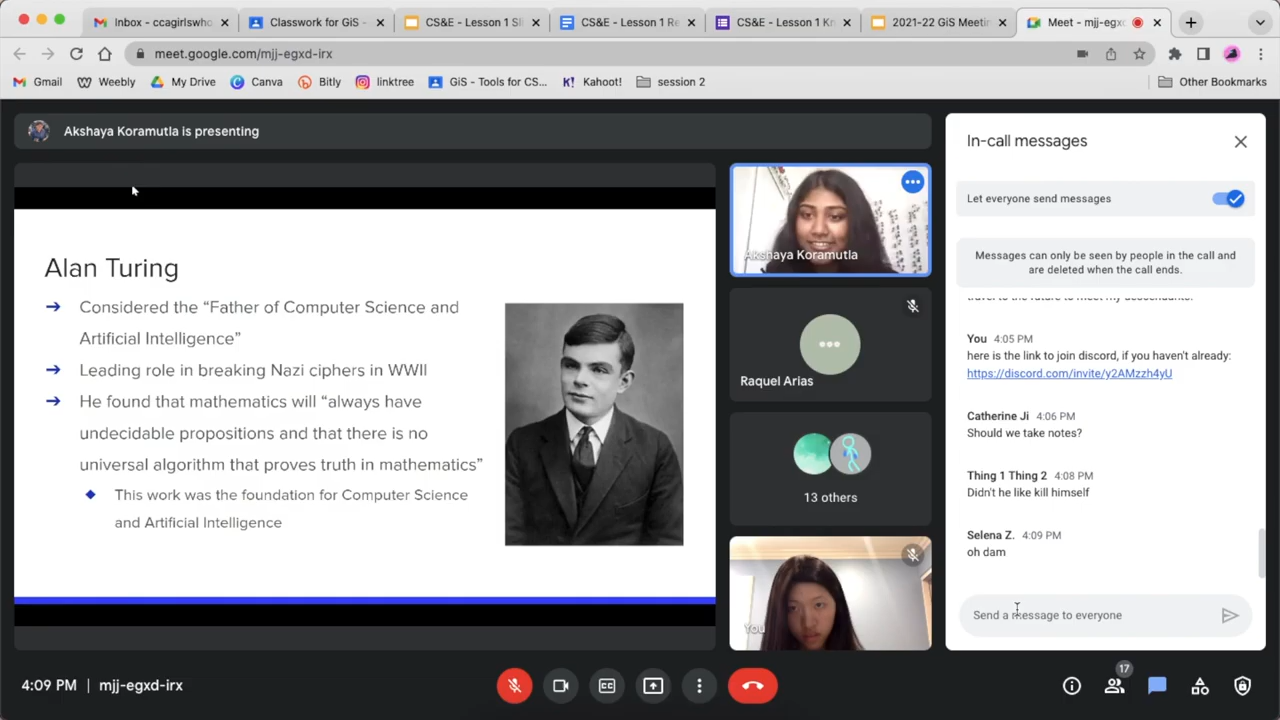 Inbox - ccagirlswho
Classwork for GiS -
CS&E - Lesson 1 Sli
CS&E - Lesson 1 Re
CS&E - Lesson 1 Kn
2021-22 GiS Meetin
Meet - mjj-egxd
meet.google.com/mjj-egxd-irx
Gmail
Weebly
My Drive
Canva
Bitly
linktree
GiS - Tools for CS...
Kahoot!
session 2
Other Bookmarks
Akshaya Koramutla is presenting
Alan Turing
Considered the “Father of Computer Science and
Artificial Intelligence”
Leading role in breaking Nazi ciphers in WWII
He found that mathematics will “always have
undecidable propositions and that there is no
universal algorithm that proves truth in mathematics”
This work was the foundation for Computer Science
and Artificial Intelligence
Akshaya Koramutla
Raquel Arias
13 others
You
In-call messages
Let everyone send messages
Messages can only be seen by people in the call and
are deleted when the call ends.
travel to the future to meet my descendants.
You 4:05 PM
here is the link to join discord, if you haven't already:
https://discord.com/invite/y2AMzzh4yU
Catherine Ji 4:06 PM
Should we take notes?
Thing 1 Thing 2 4:08 PM
Didn't he like kill himself
Selena Z. 4:09 PM
oh dam
Send a message to everyone
4:09 PM | mjj-egxd-irx
17